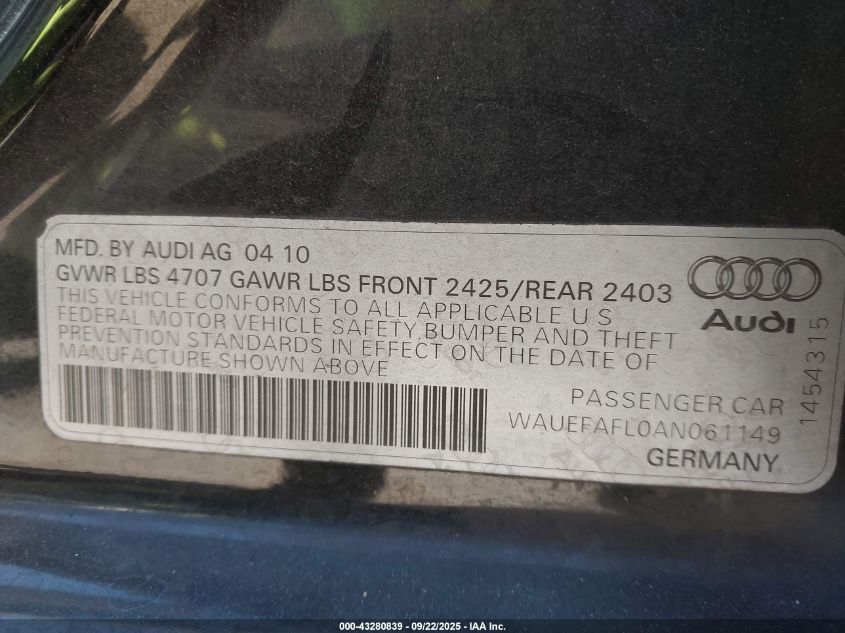 MFD. BY AUDI AG 04 10
GVWR LBS 4707 GAWR LBS FRONT 2425/REAR 2403
THIS VEHICLE CONFORMS TO ALL APPLICABLE U S
FEDERAL MOTOR VEHICLE SAFETY, BUMPER AND THEFT
PREVENTION STANDARDS IN EFFECT ON THE DATE OF
MANUFACTURE SHOWN ABOVE
Audi
1454315
PASSENGER CAR
WAUEFAFL0AN061149
GERMANY
000-43280839 - 09/22/2025 - IAA Inc.